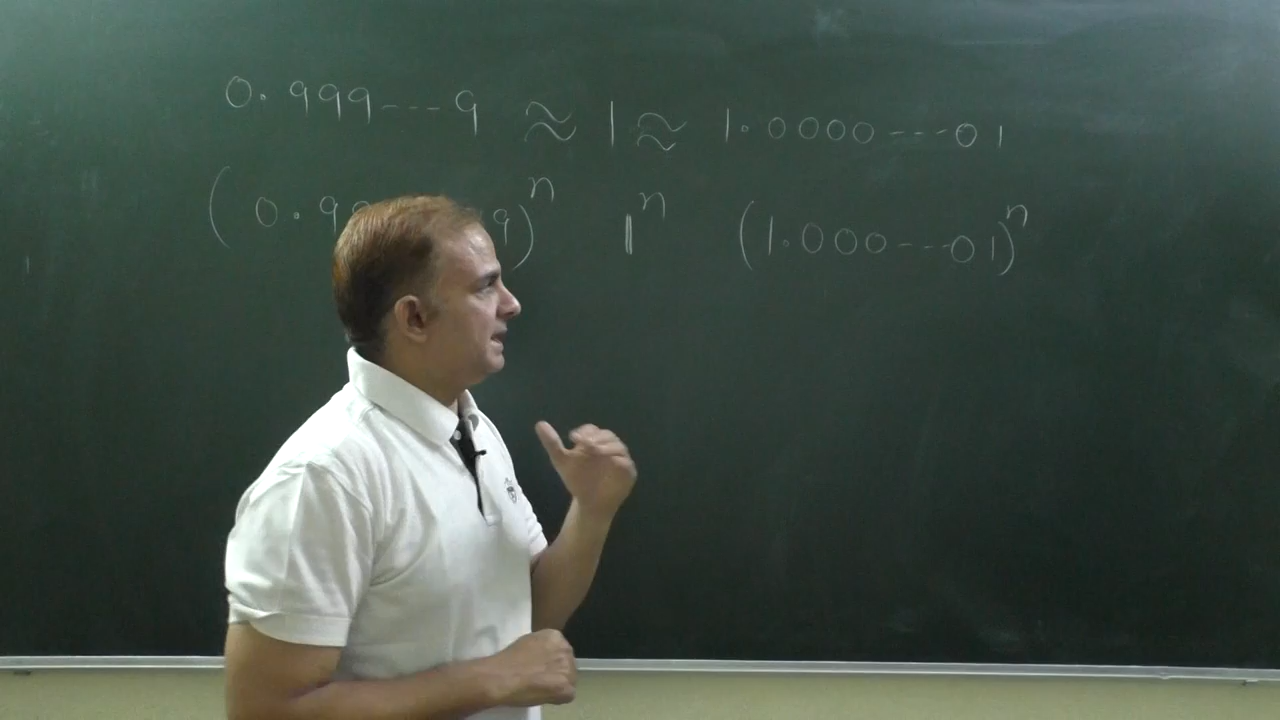 0.999---9 ≈ 1 ≈ 1.0000---01
(0.99 9)ⁿ 1ⁿ (1.000---01)ⁿ